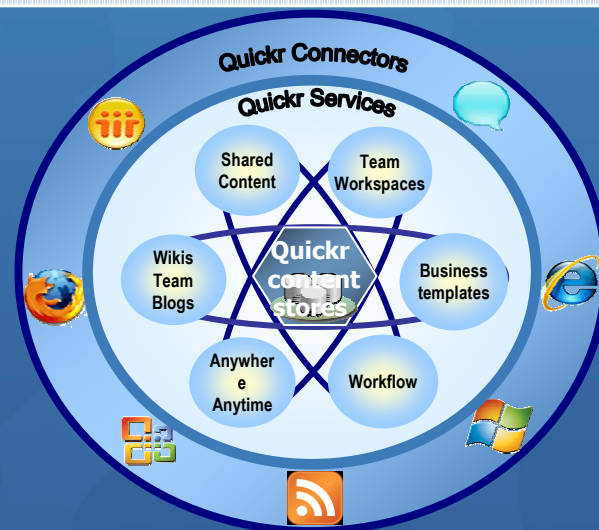 Quickr Connectors
Quickr Services
Shared
Content
Team
Workspaces
Wikis
Team
Blogs
Quickr
content
stores
Business
templates
Anywher
e
Anytime
Workflow